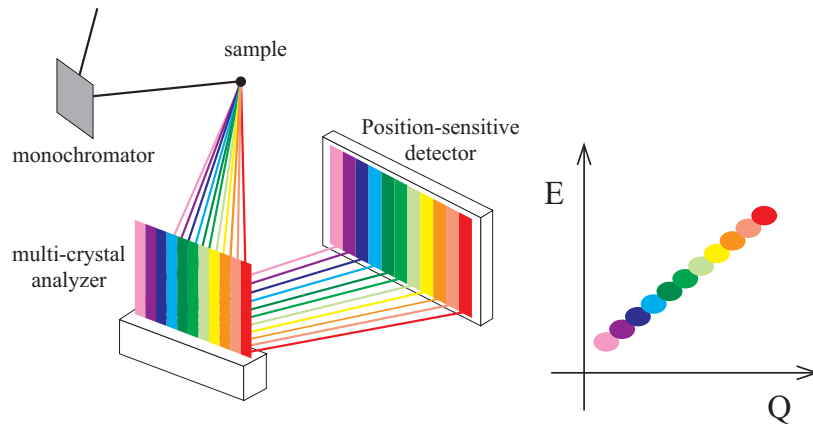 sample
Position-sensitive
detector
monochromator
multi-crystal
analyzer
E
Q